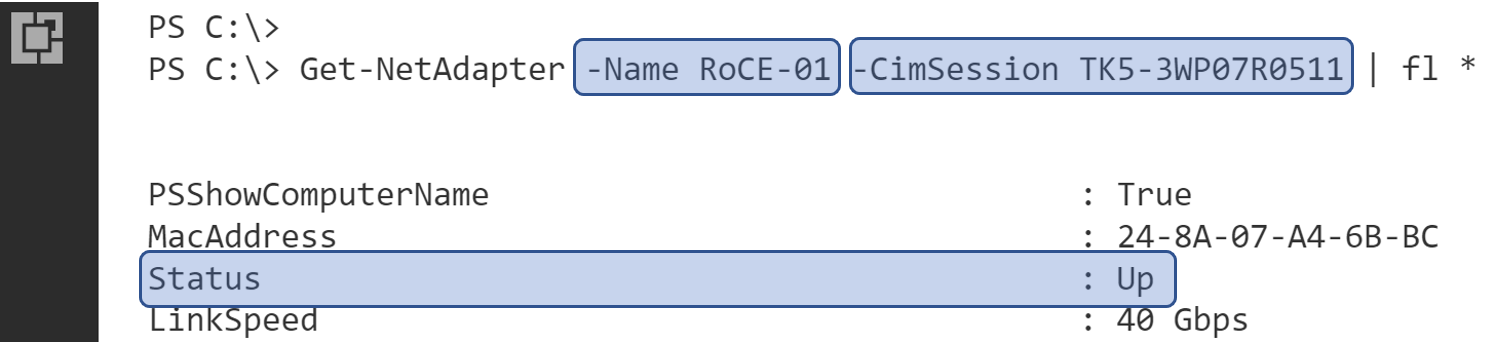 PS C:\>
PS C:\> Get-NetAdapter -Name RoCE-01 -CimSession TK5-3WP07R0511 | fl *
PSShowComputerName : True
MacAddress : 24-8A-07-A4-6B-BC
Status : Up
LinkSpeed : 40 Gbps